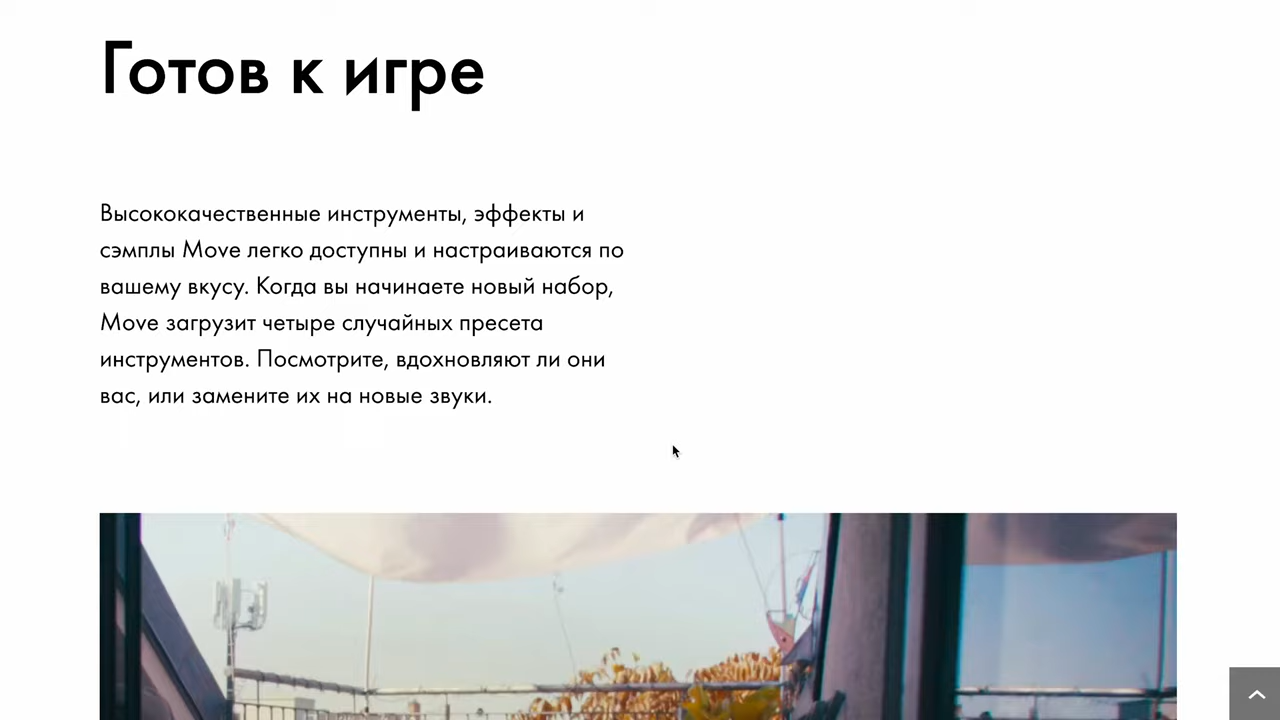 Готов к игре
Высококачественные инструменты, эффекты и
сэмплы Move легко доступны и настраиваются по
вашему вкусу. Когда вы начинаете новый набор,
Move загрузит четыре случайных пресета
инструментов. Посмотрите, вдохновляют ли они
вас, или замените их на новые звуки.